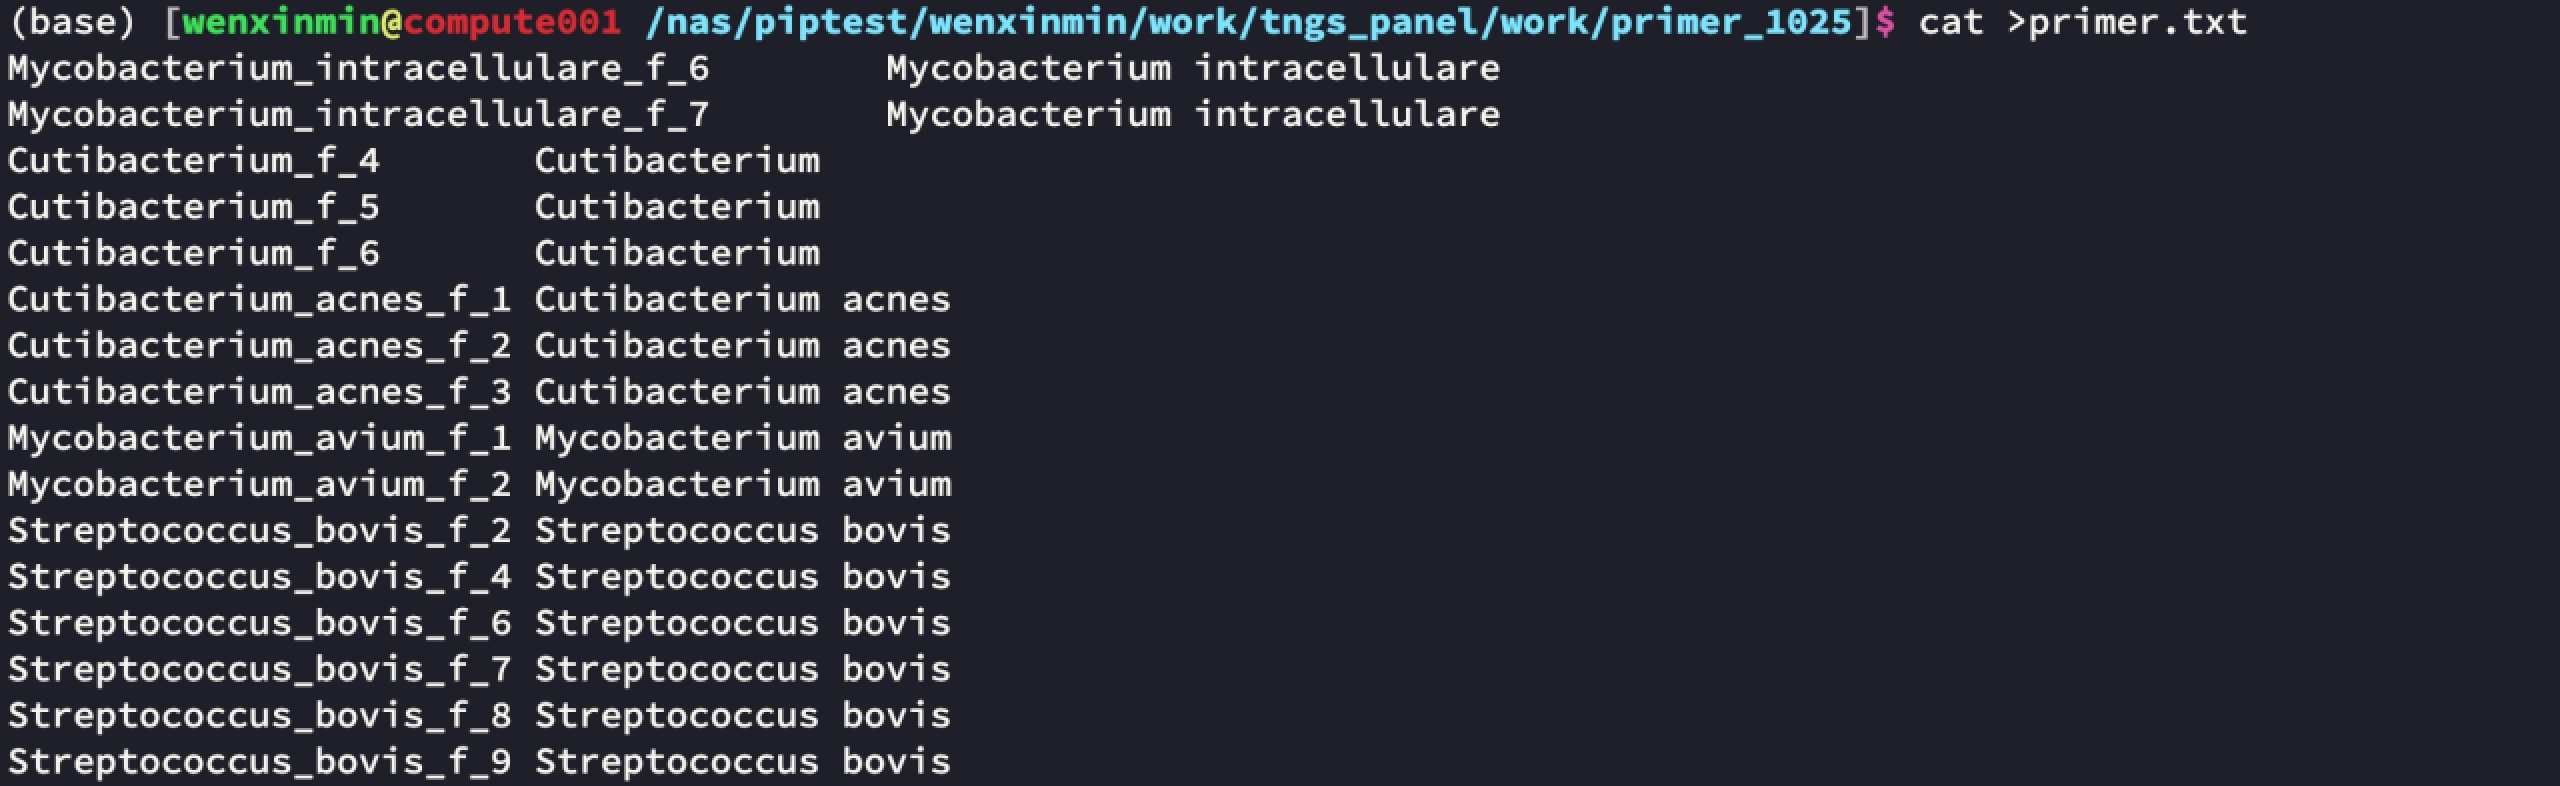 (base) [wenxinmin@compute001 /nas/piptest/wenxinmin/work/tngs_panel/work/primer_1025]$ cat >primer.txt
Mycobacterium_intracellulare_f_6        Mycobacterium intracellulare
Mycobacterium_intracellulare_f_7        Mycobacterium intracellulare
Cutibacterium_f_4       Cutibacterium
Cutibacterium_f_5       Cutibacterium
Cutibacterium_f_6       Cutibacterium
Cutibacterium_acnes_f_1 Cutibacterium acnes
Cutibacterium_acnes_f_2 Cutibacterium acnes
Cutibacterium_acnes_f_3 Cutibacterium acnes
Mycobacterium_avium_f_1 Mycobacterium avium
Mycobacterium_avium_f_2 Mycobacterium avium
Streptococcus_bovis_f_2 Streptococcus bovis
Streptococcus_bovis_f_4 Streptococcus bovis
Streptococcus_bovis_f_6 Streptococcus bovis
Streptococcus_bovis_f_7 Streptococcus bovis
Streptococcus_bovis_f_8 Streptococcus bovis
Streptococcus_bovis_f_9 Streptococcus bovis